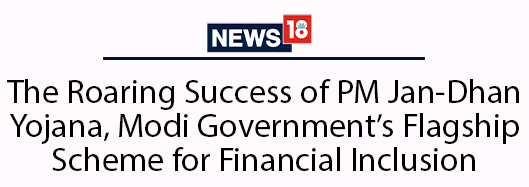 NEWS 18
The Roaring Success of PM Jan-Dhan
Yojana, Modi Government's Flagship
Scheme for Financial Inclusion